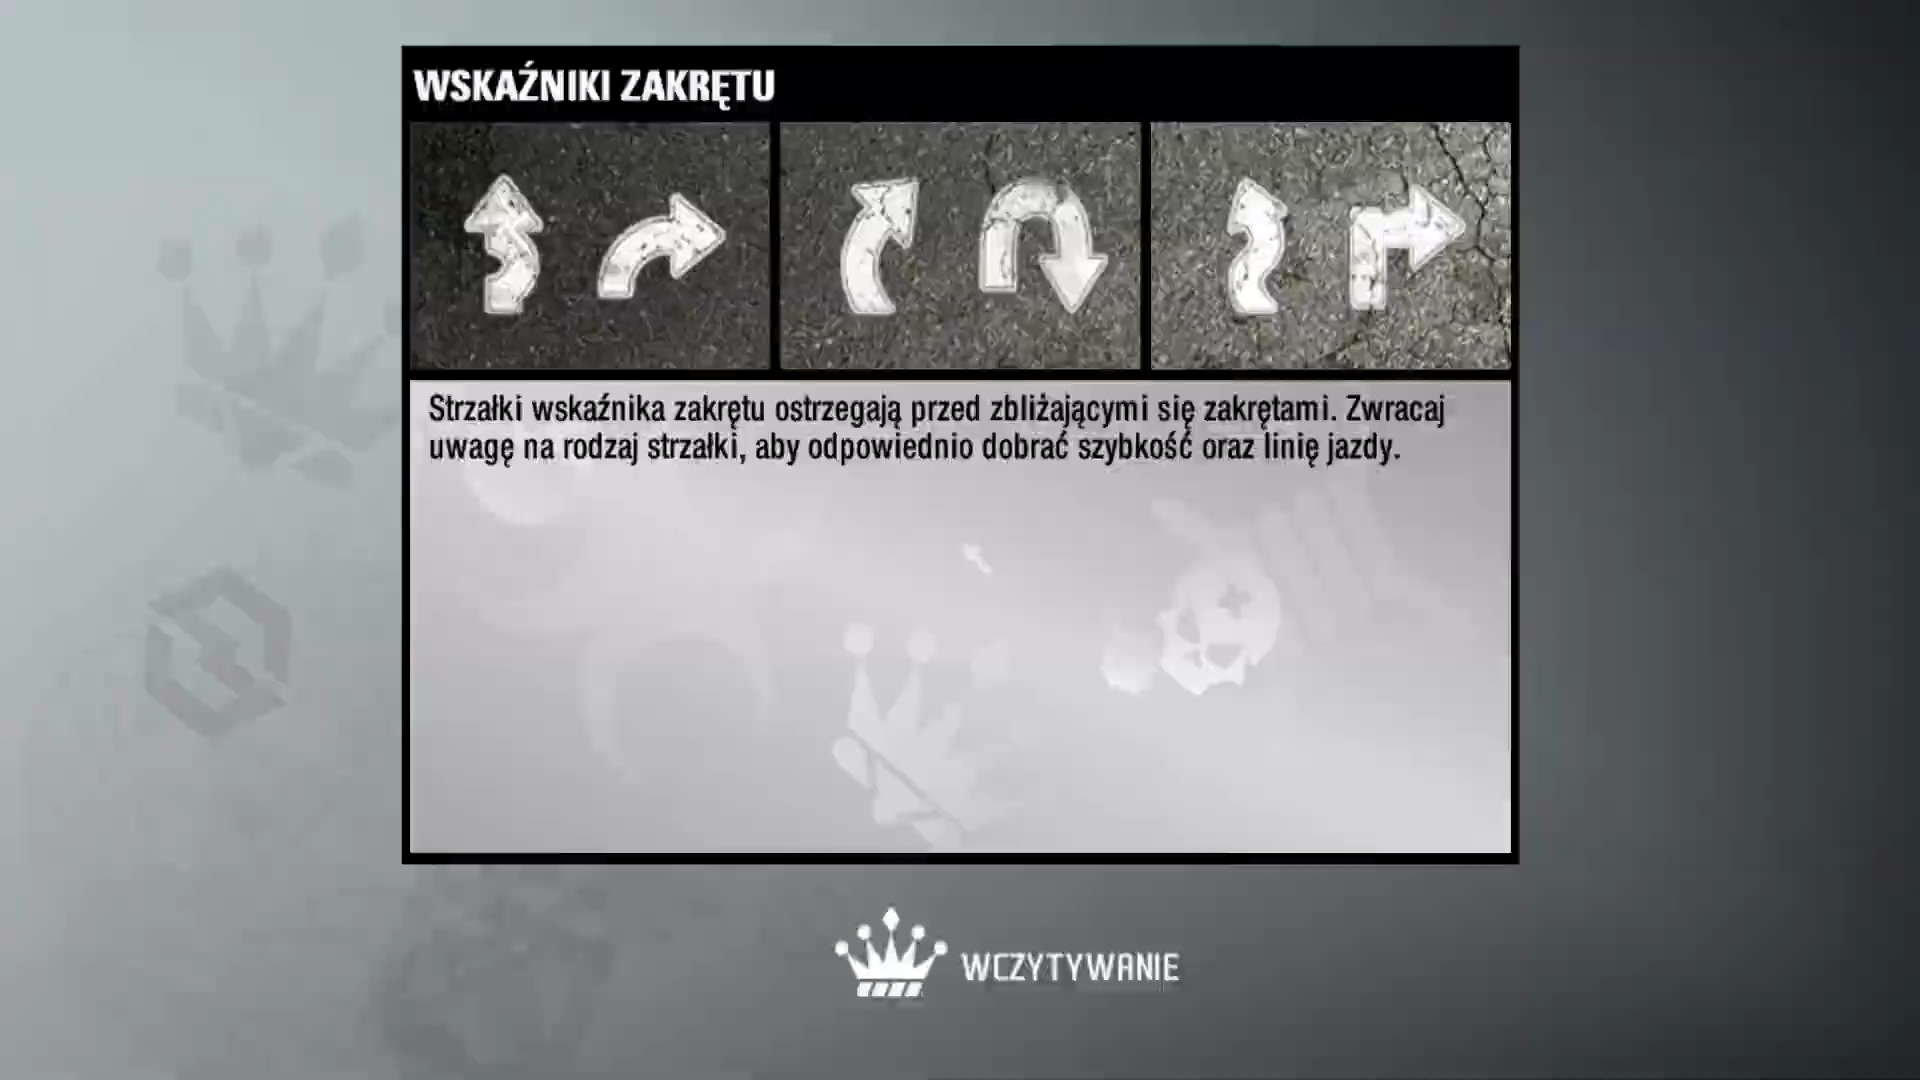 WSKAŹNIKI ZAKRĘTU
Strzałki wskaźnika zakrętu ostrzegają przed zbliżającymi się zakrętami. Zwracaj
uwagę na rodzaj strzałki, aby odpowiednio dobrać szybkość oraz linię jazdy.
WCZYTYWANIE